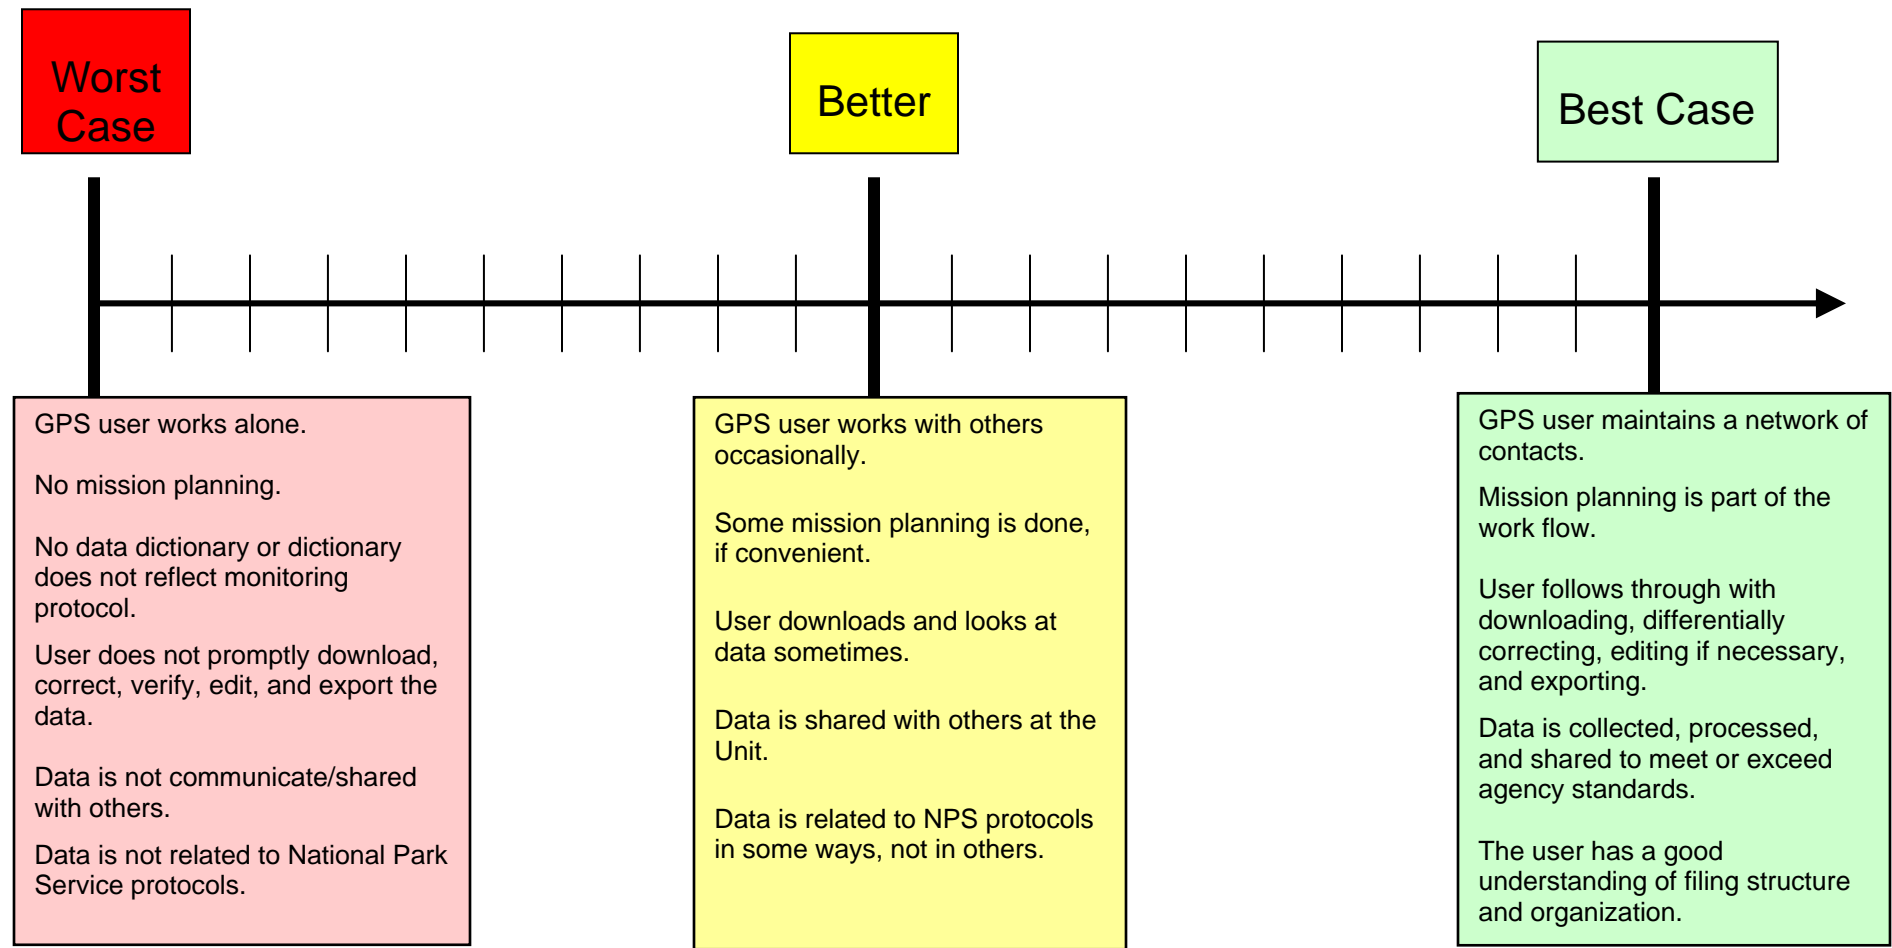 Worst
Case
Better
Best Case
GPS user works alone.
No mission planning.
No data dictionary or dictionary
does not reflect monitoring
protocol.
User does not promptly download,
correct, verify, edit, and export the
data.
Data is not communicate/shared
with others.
Data is not related to National Park
Service protocols.
GPS user works with others
occasionally.
Some mission planning is done,
if convenient.
User downloads and looks at
data sometimes.
Data is shared with others at the
Unit.
Data is related to NPS protocols
in some ways, not in others.
GPS user maintains a network of
contacts.
Mission planning is part of the
work flow.
User follows through with
downloading, differentially
correcting, editing if necessary,
and exporting.
Data is collected, processed,
and shared to meet or exceed
agency standards.
The user has a good
understanding of filing structure
and organization.